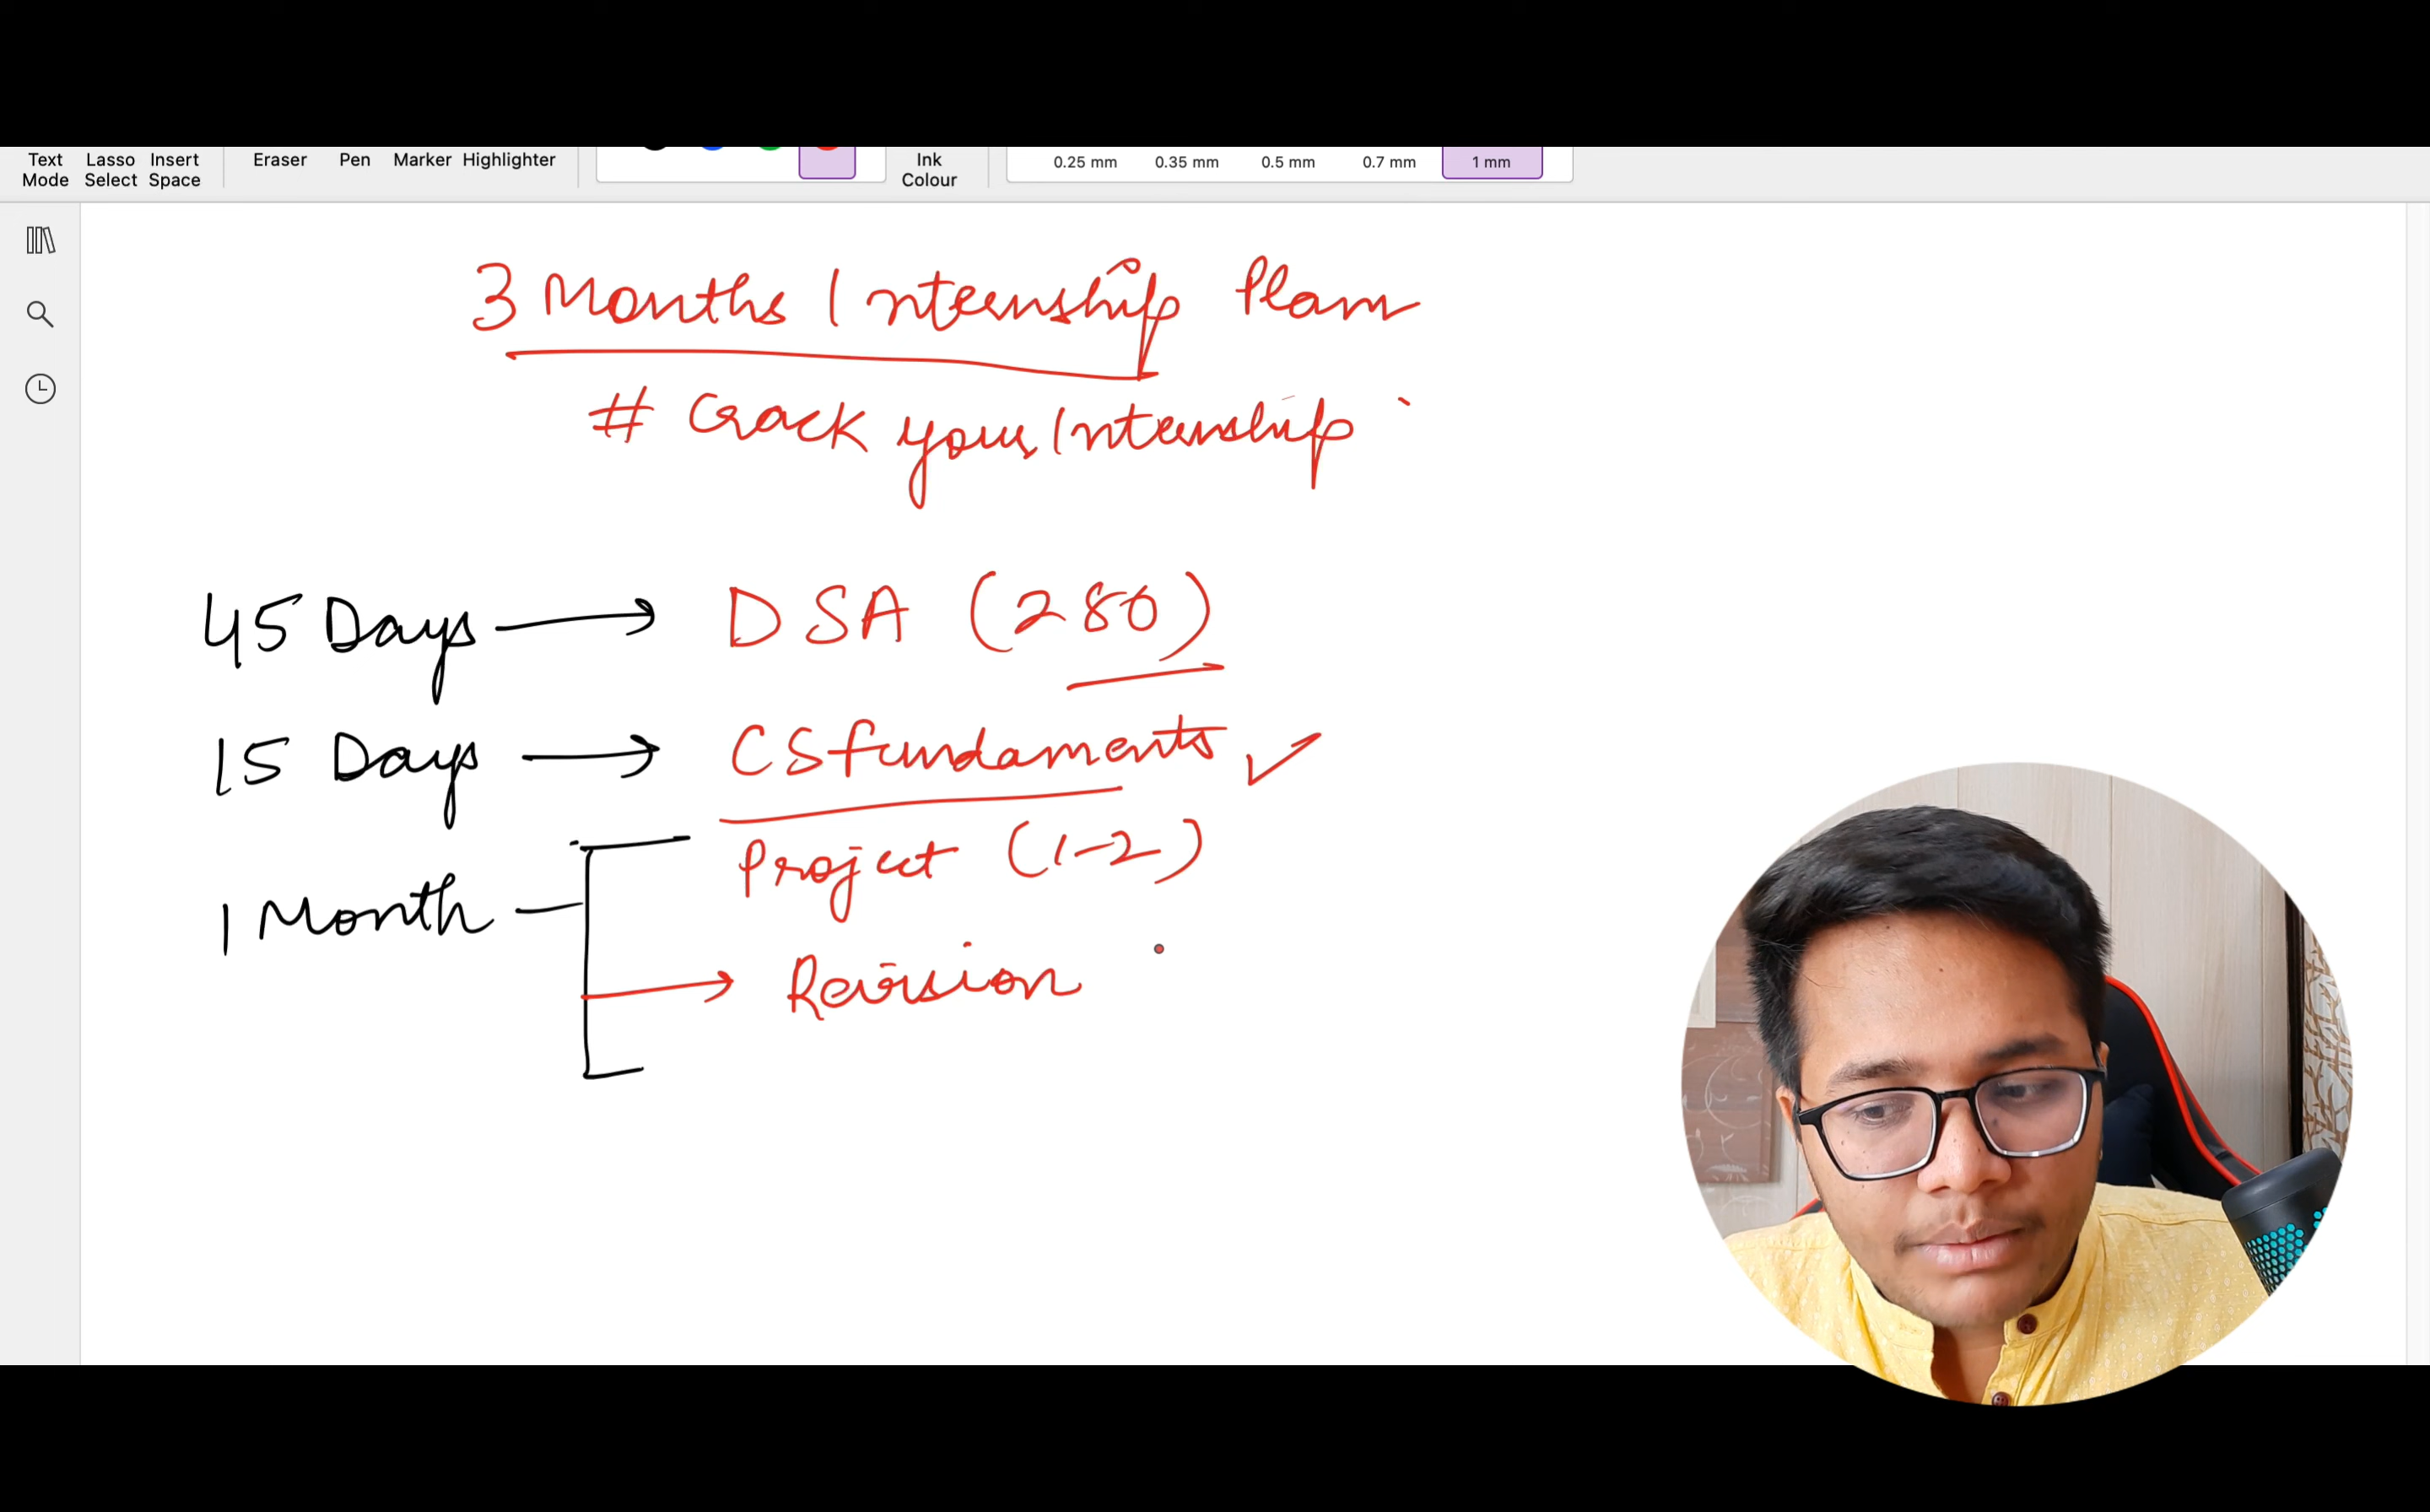 Text Mode
Lasso Select
Insert Space
Eraser
Pen
Marker
Highlighter
Ink Colour
0.25 mm
0.35 mm
0.5 mm
0.7 mm
1 mm
3 Months Internship Plan
# Crack your Internship
45 Days → DSA (280)
15 Days → CS fundaments ✓
1 Month
Project (1-2)
→ Revision